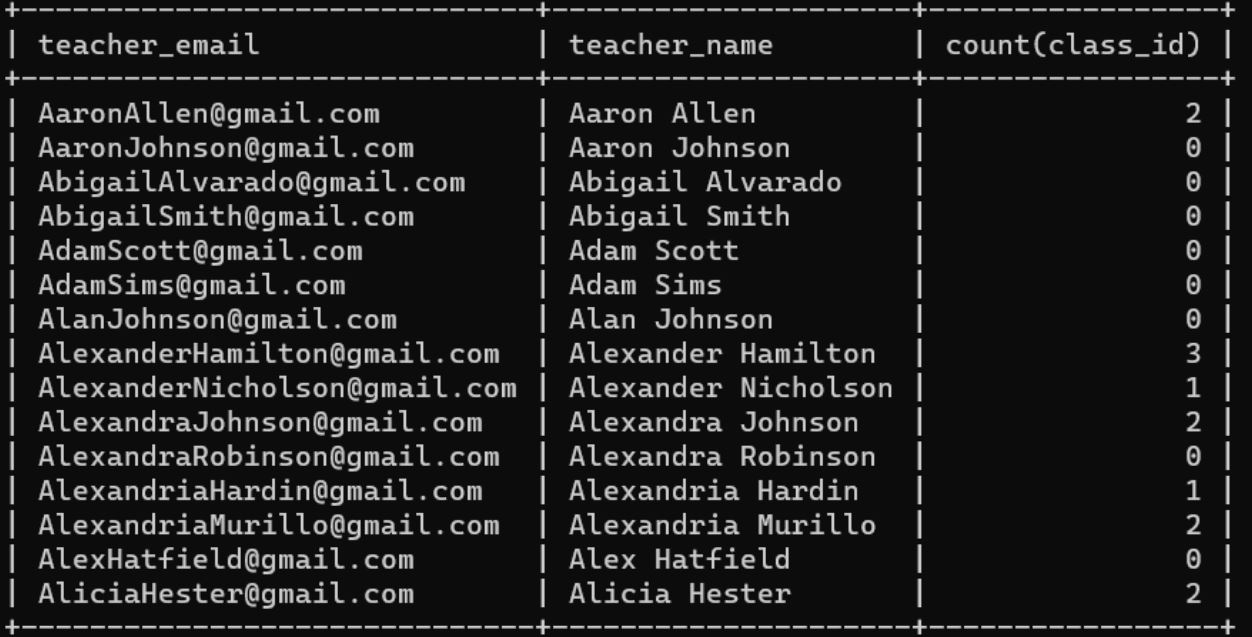 +------------------------------+---------------------+-----------------+
| teacher_email                | teacher_name        | count(class_id) |
+------------------------------+---------------------+-----------------+
| AaronAllen@gmail.com         | Aaron Allen         |               2 |
| AaronJohnson@gmail.com       | Aaron Johnson       |               0 |
| AbigailAlvarado@gmail.com    | Abigail Alvarado    |               0 |
| AbigailSmith@gmail.com       | Abigail Smith       |               0 |
| AdamScott@gmail.com          | Adam Scott          |               0 |
| AdamSims@gmail.com           | Adam Sims           |               0 |
| AlanJohnson@gmail.com        | Alan Johnson        |               0 |
| AlexanderHamilton@gmail.com  | Alexander Hamilton  |               3 |
| AlexanderNicholson@gmail.com | Alexander Nicholson |               1 |
| AlexandraJohnson@gmail.com   | Alexandra Johnson   |               2 |
| AlexandraRobinson@gmail.com  | Alexandra Robinson  |               0 |
| AlexandriaHardin@gmail.com   | Alexandria Hardin   |               1 |
| AlexandriaMurillo@gmail.com  | Alexandria Murillo  |               2 |
| AlexHatfield@gmail.com       | Alex Hatfield       |               0 |
| AliciaHester@gmail.com       | Alicia Hester       |               2 |
+------------------------------+---------------------+-----------------+